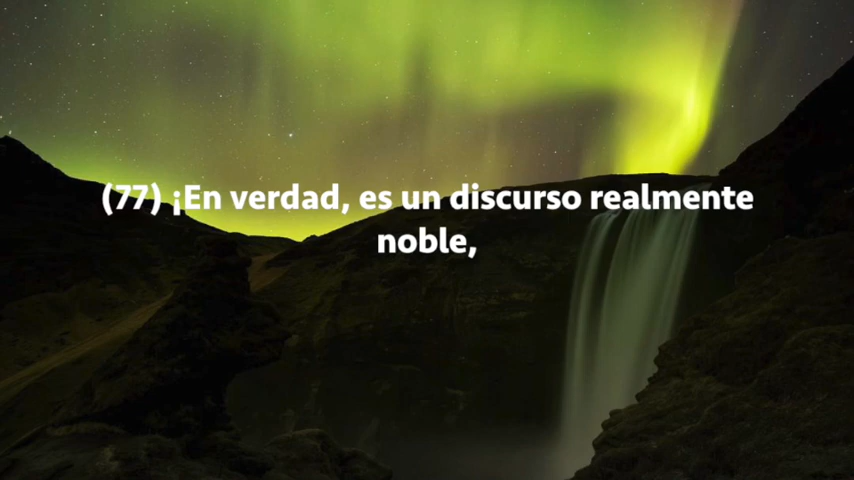 (77) ¡En verdad, es un discurso realmente
noble,